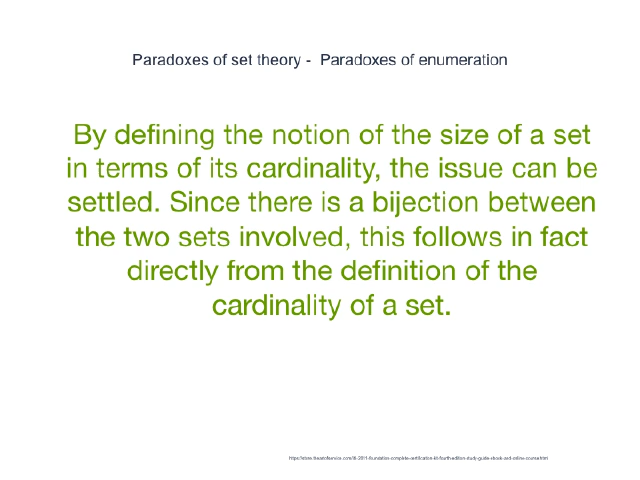 Paradoxes of set theory -  Paradoxes of enumeration
By defining the notion of the size of a set
in terms of its cardinality, the issue can be
settled. Since there is a bijection between
the two sets involved, this follows in fact
directly from the definition of the
cardinality of a set.